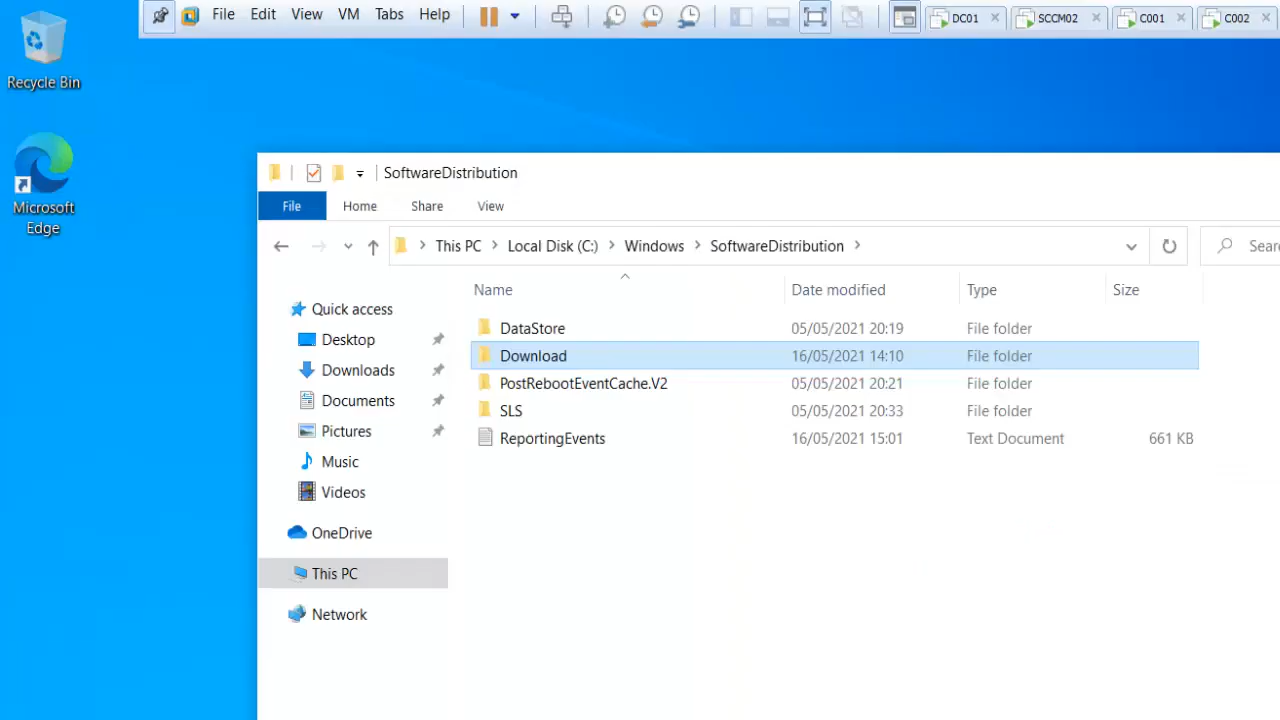 File Edit View VM Tabs Help DC01 SCCM02 C001 C002
Recycle Bin
Microsoft
Edge
SoftwareDistribution
File Home Share View
This PC Local Disk (C:) Windows SoftwareDistribution Sear
Name Date modified Type Size
Quick access
Desktop
Downloads
Documents
Pictures
Music
Videos
OneDrive
This PC
Network
DataStore 05/05/2021 20:19 File folder
Download 16/05/2021 14:10 File folder
PostRebootEventCache.V2 05/05/2021 20:21 File folder
SLS 05/05/2021 20:33 File folder
ReportingEvents 16/05/2021 15:01 Text Document 661 KB